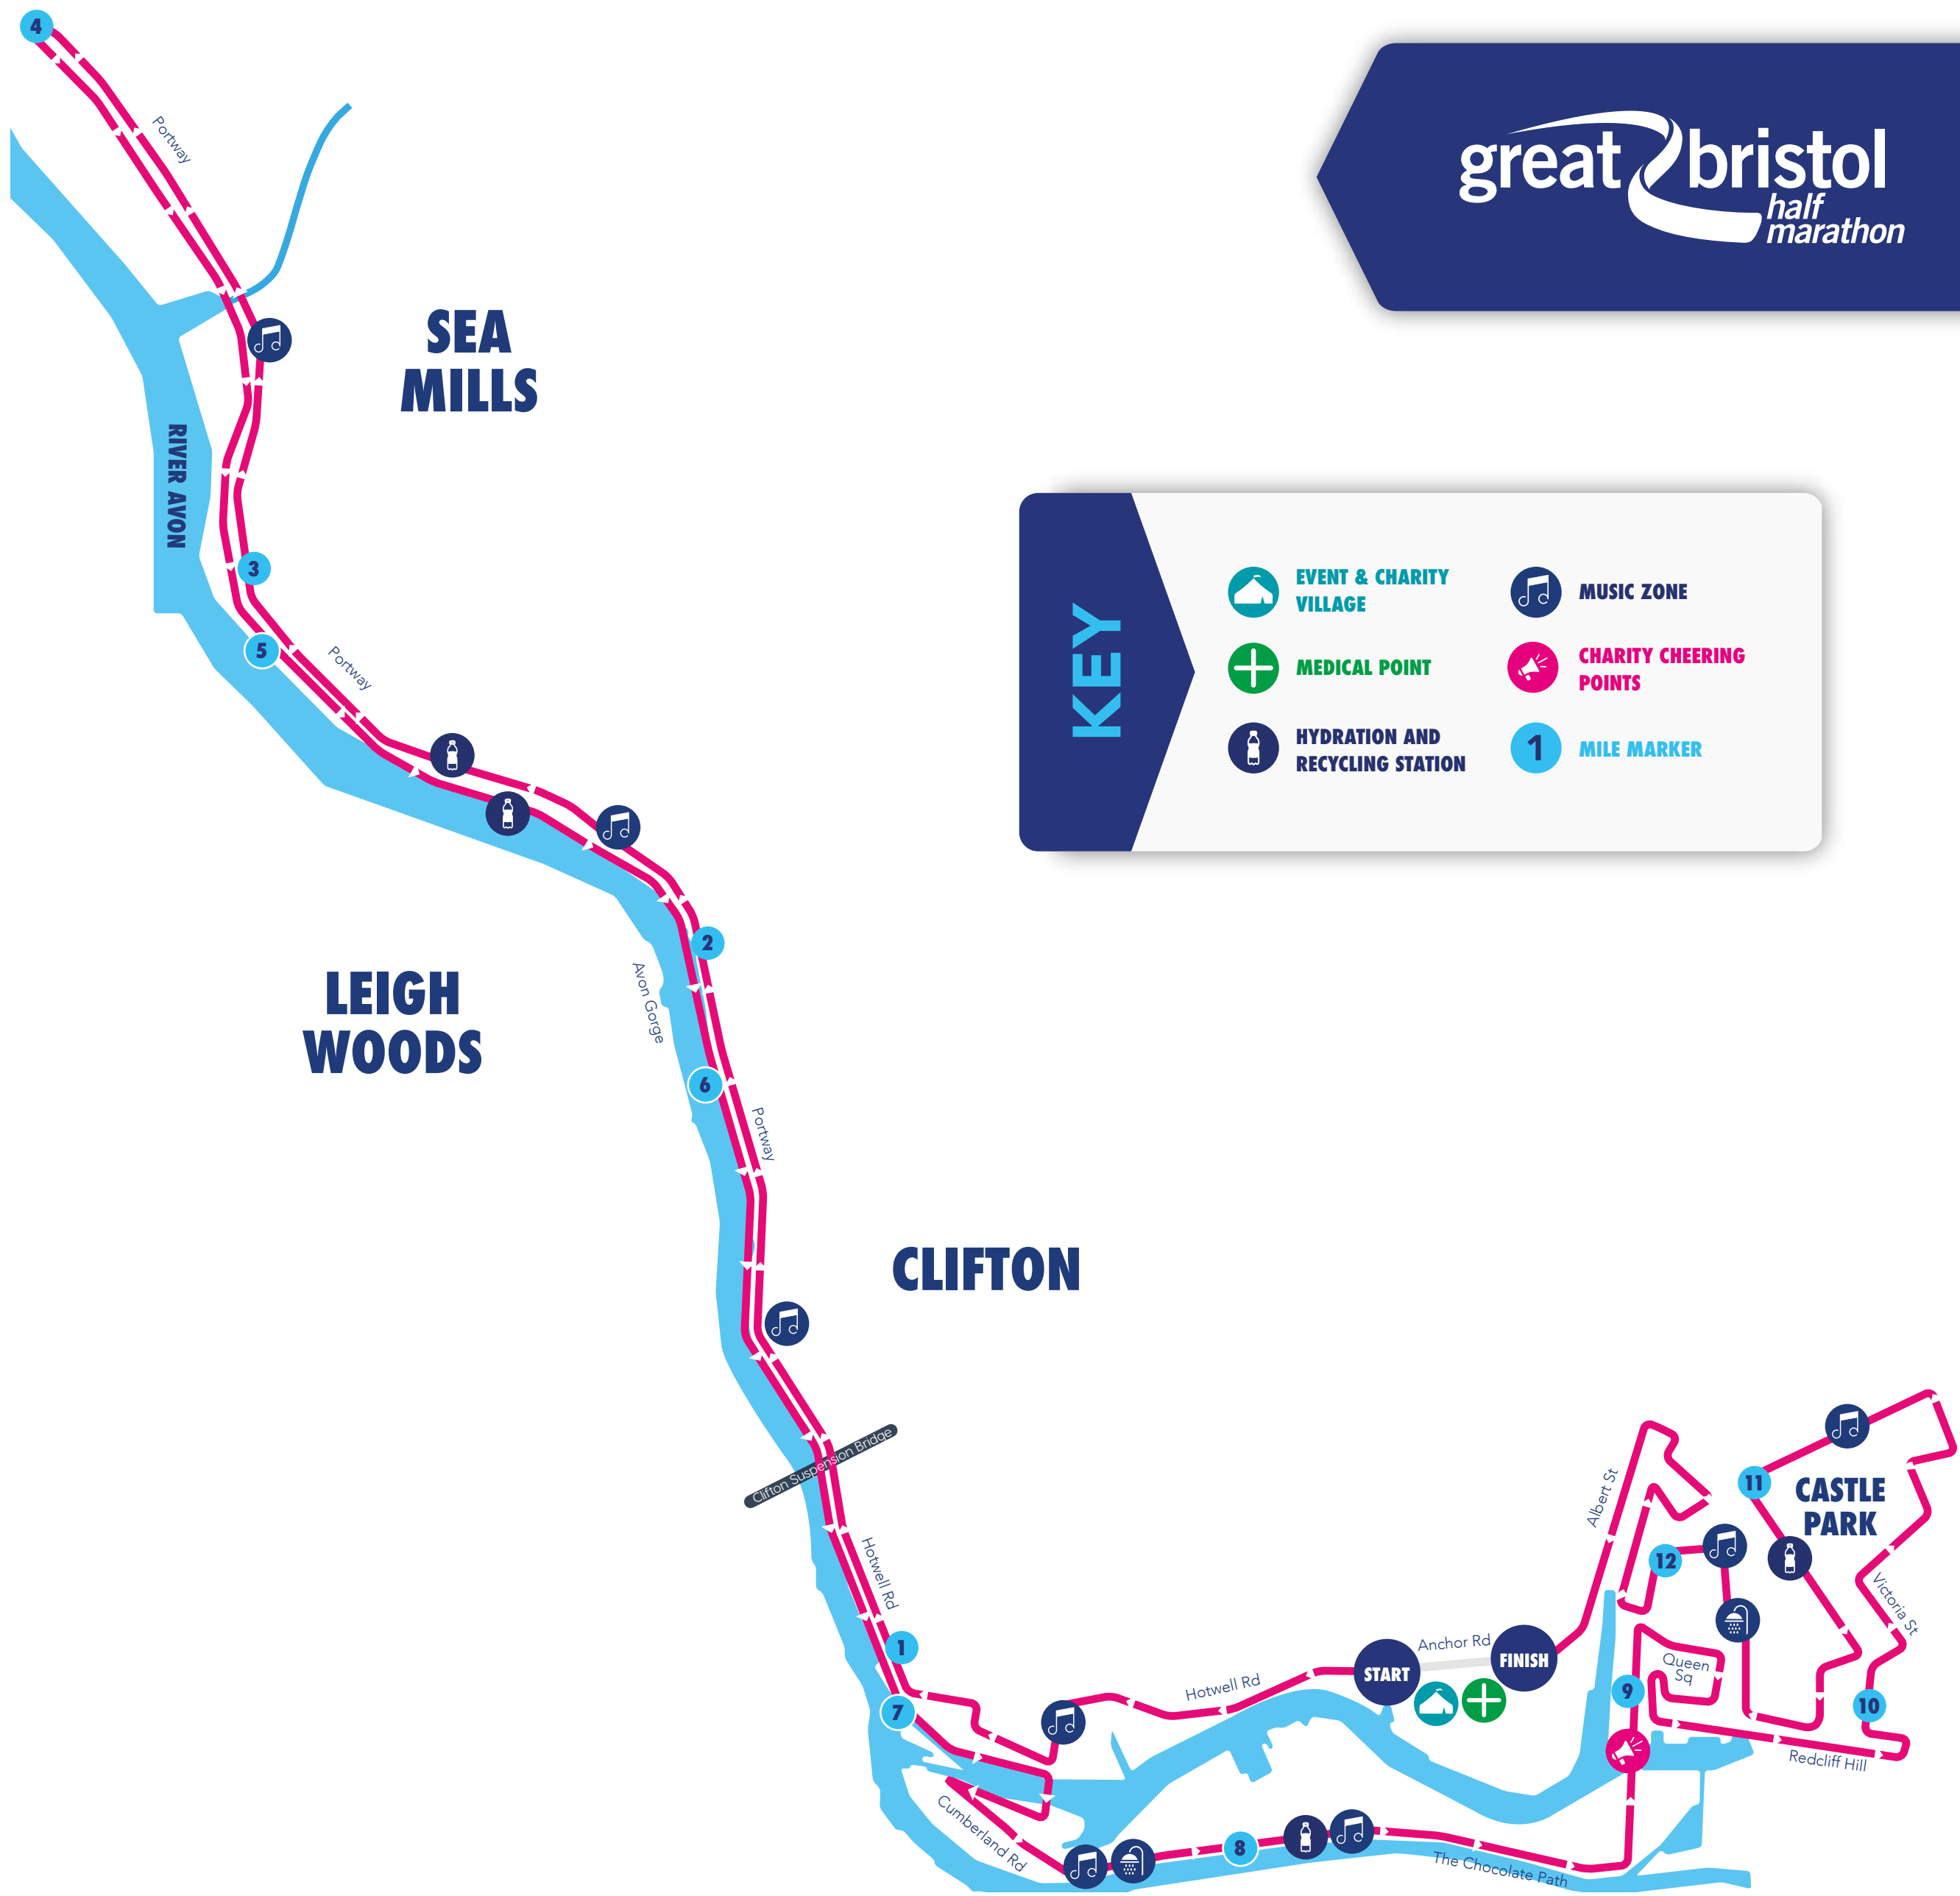 great bristol
half
marathon
KEY
EVENT & CHARITY
VILLAGE
MEDICAL POINT
HYDRATION AND
RECYCLING STATION
MUSIC ZONE
CHARITY CHEERING
POINTS
1
MILE MARKER
4
Portway
SEA
MILLS
RIVER AVON
3
5
Portway
2
LEIGH
WOODS
Avon Gorge
6
Portway
CLIFTON
Clifton Suspension Bridge
Hotwell Rd
1
7
Hotwell Rd
START
Anchor Rd
FINISH
Albert St
11
CASTLE
PARK
12
Victoria St
Queen
Sq
9
10
Redcliff Hill
Cumberland Rd
8
The Chocolate Path